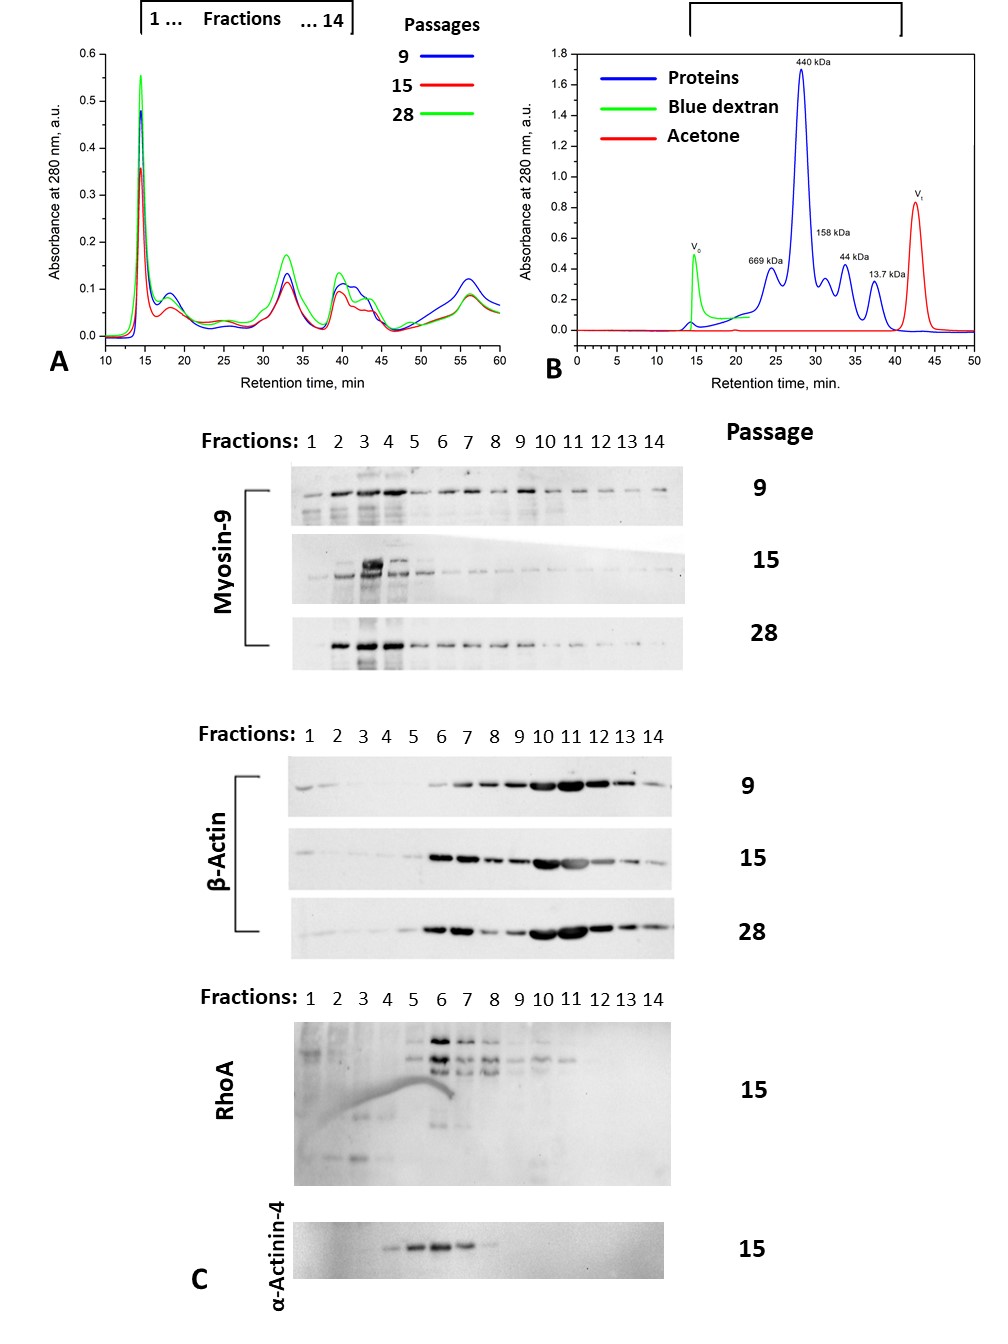 1 ... Fractions ... 14
Passages
9
15
28
0.6
0.5
0.4
0.3
0.2
0.1
0.0
Absorbance at 280 nm, a.u.
10 15 20 25 30 35 40 45 50 55 60
Retention time, min
A
1.8
1.6
1.4
1.2
1.0
0.8
0.6
0.4
0.2
0.0
Absorbance at 280 nm, a.u.
Proteins
Blue dextran
Acetone
V0
669 kDa
440 kDa
158 kDa
44 kDa
13.7 kDa
Vt
0 5 10 15 20 25 30 35 40 45 50
Retention time, min.
B
Fractions: 1 2 3 4 5 6 7 8 9 10 11 12 13 14
Passage
Myosin-9
9
15
28
Fractions: 1 2 3 4 5 6 7 8 9 10 11 12 13 14
β-Actin
9
15
28
Fractions: 1 2 3 4 5 6 7 8 9 10 11 12 13 14
RhoA
15
α-Actinin-4
15
C